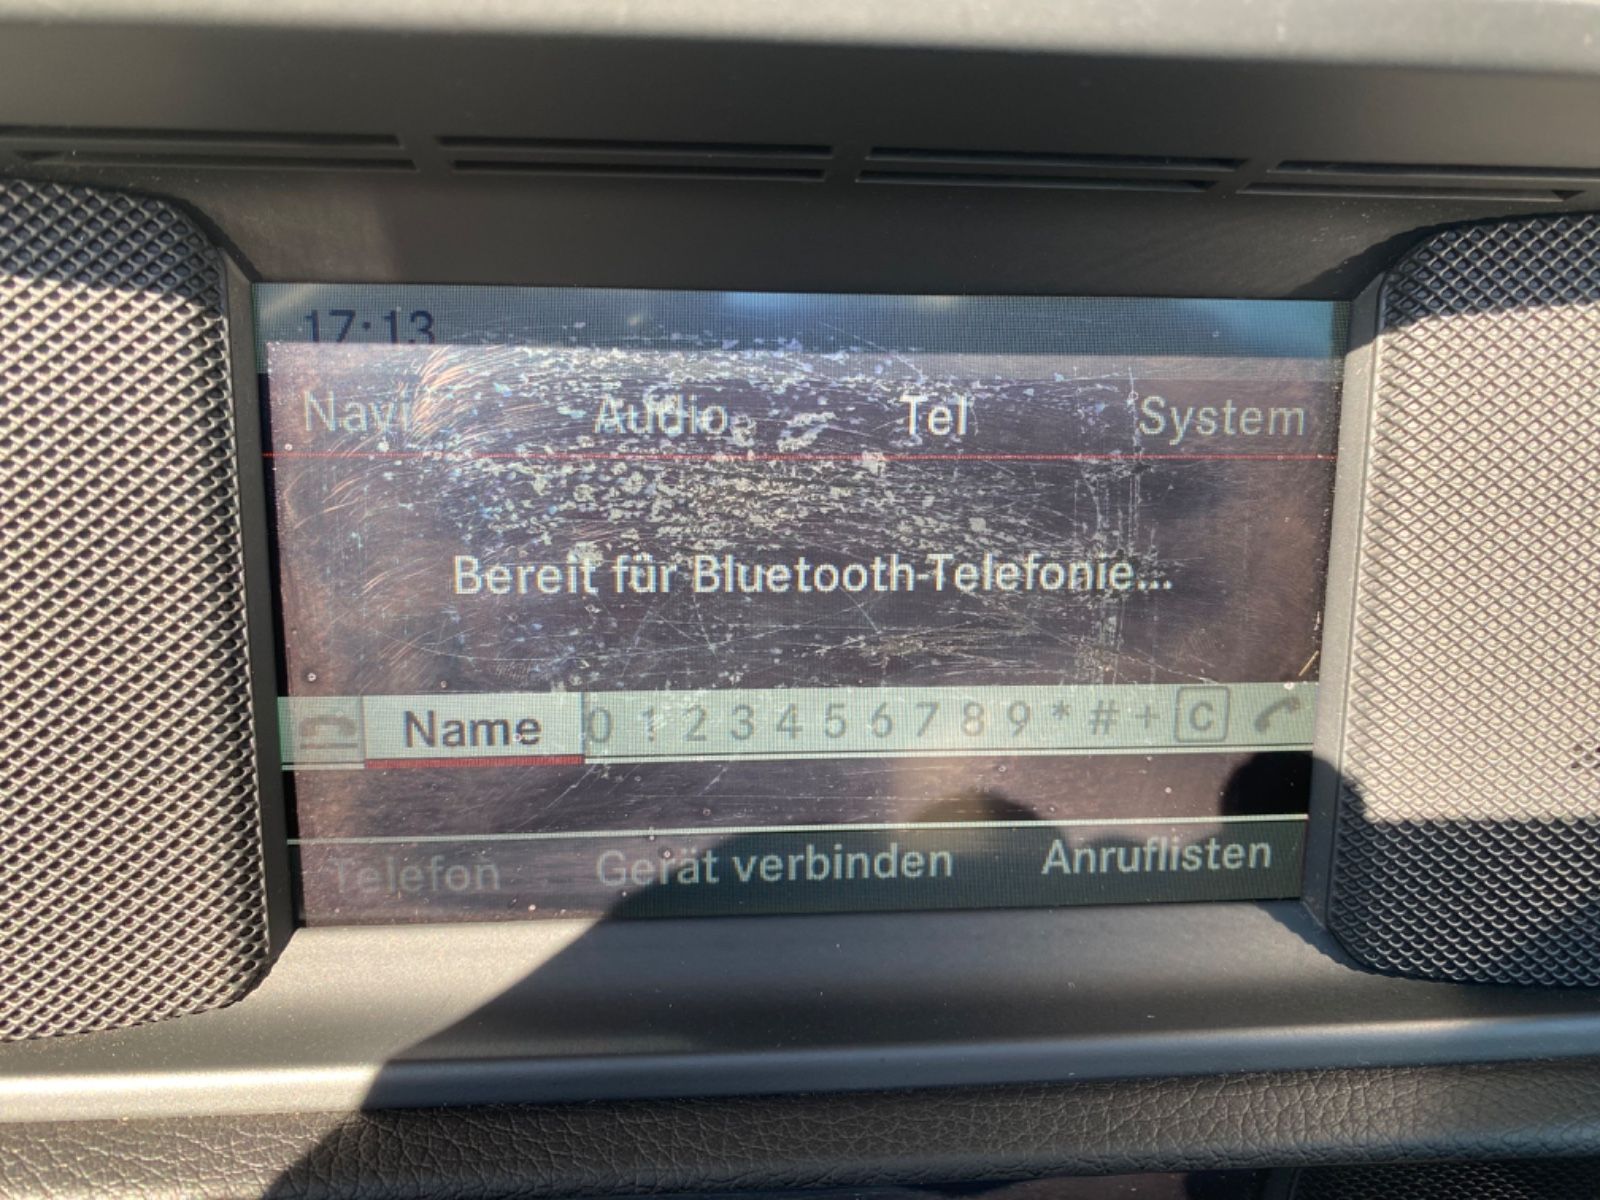 17:13
Navi Audio Tel System
Bereit für Bluetooth-Telefonie...
Name 0 1 2 3 4 5 6 7 8 9 * # + C
Telefon Gerät verbinden Anruflisten